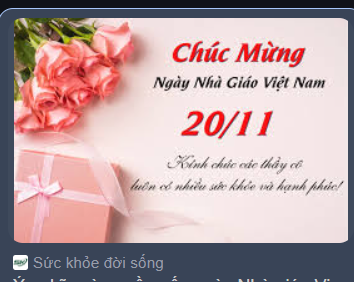 Chúc Mừng
Ngày Nhà Giáo Việt Nam
20/11
Kính chúc các thầy cô
luôn có nhiều sức khỏe và hạnh phúc!
Sức khỏe đời sống